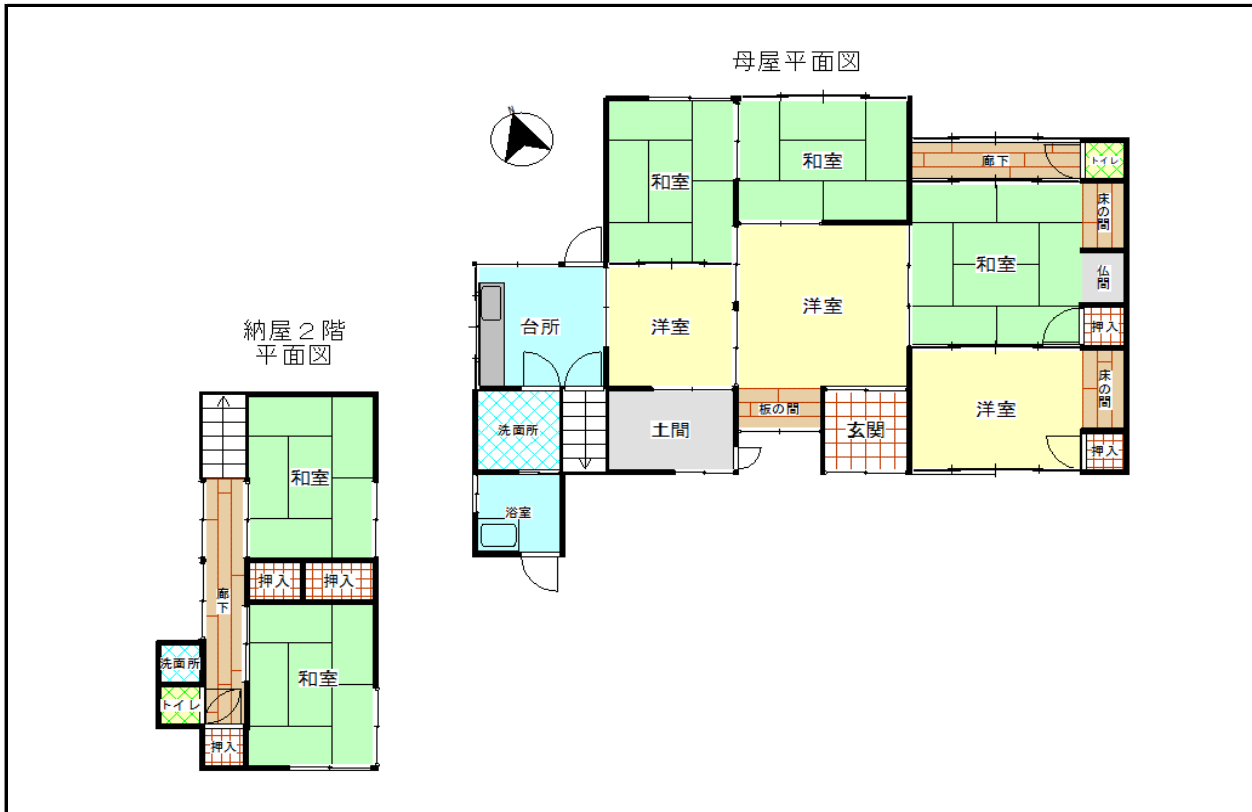 母屋平面図
N
和室
和室
廊下
トイレ
床の間
和室
仏間
押入
台所
洋室
洋室
洋室
床の間
押入
洗面所
土間
板の間
玄関
浴室
納屋２階
平面図
和室
押入
押入
廊下
和室
洗面所
トイレ
押入